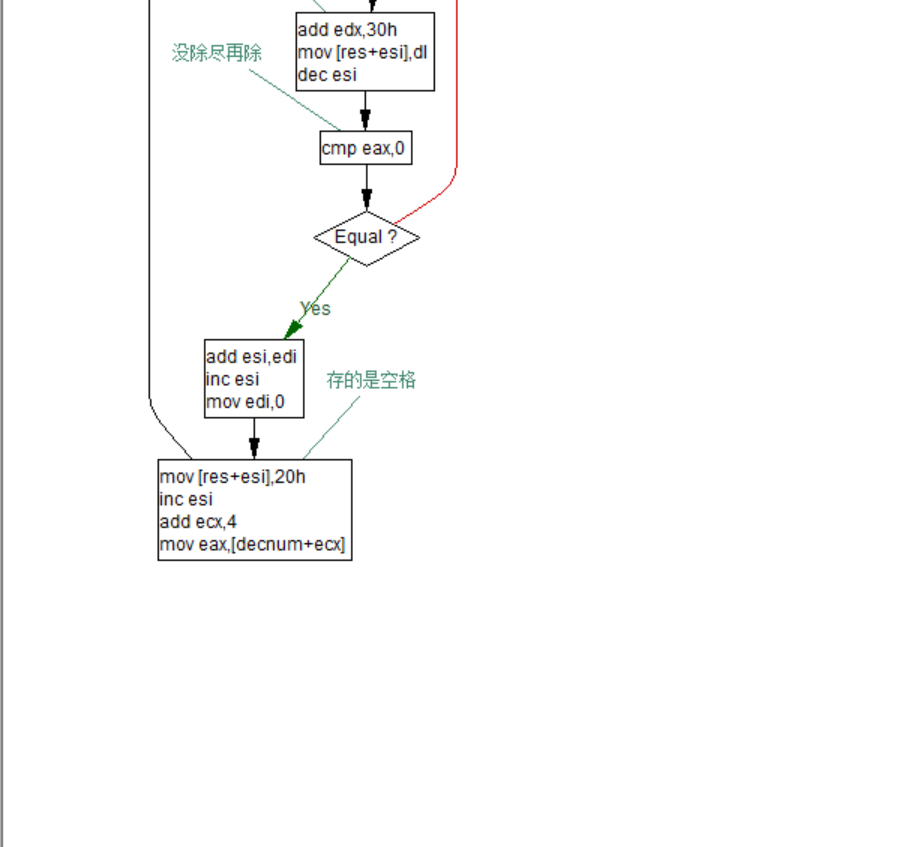 add edx,30h
mov [res+esi],dl
dec esi
没除尽再除
cmp eax,0
Equal ?
Yes
add esi,edi
inc esi
mov edi,0
存的是空格
mov [res+esi],20h
inc esi
add ecx,4
mov eax,[decnum+ecx]